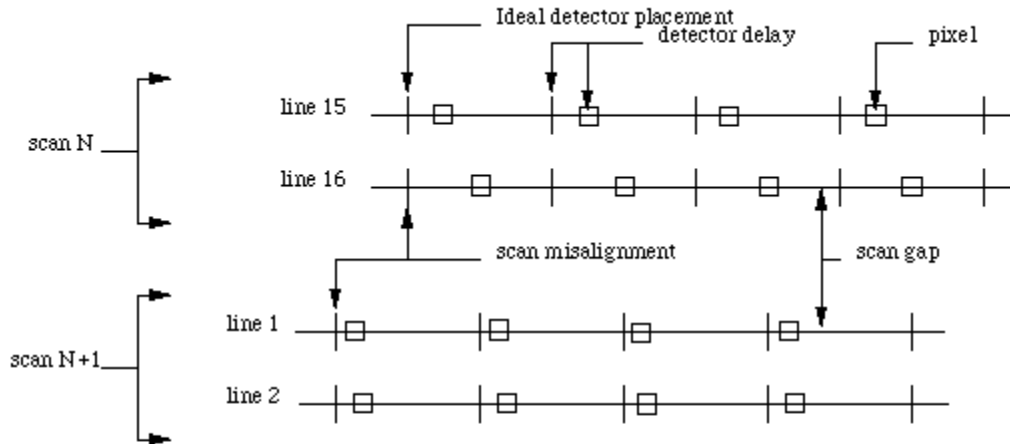 Ideal detector placement
detector delay
pixel
line 15
scan N
line 16
scan misalignment
scan gap
line 1
scan N+1
line 2